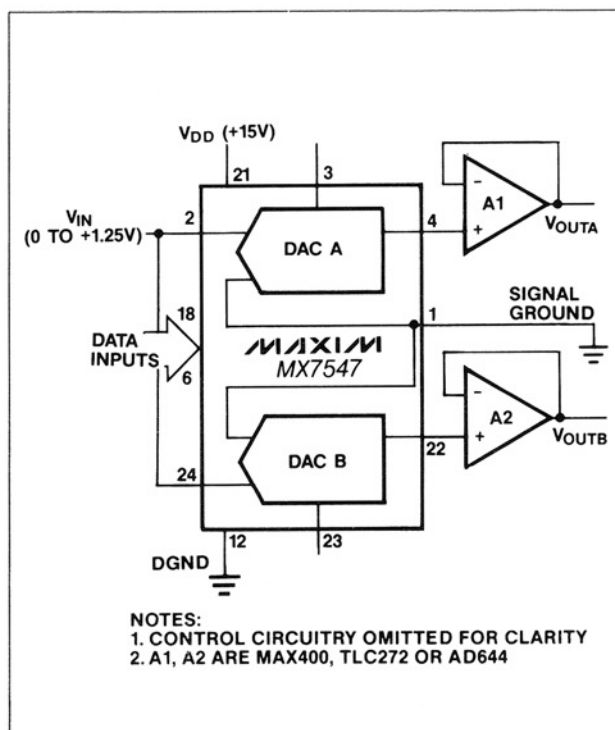 VDD (+15V)
21
3
VIN
(0 TO +1.25V)
2
DAC A
4
-
+
A1
VOUTA
18
DATA
INPUTS
6
MAXIM
MX7547
1
SIGNAL
GROUND
24
DAC B
22
-
+
A2
VOUTB
12
23
DGND
NOTES:
1. CONTROL CIRCUITRY OMITTED FOR CLARITY
2. A1, A2 ARE MAX400, TLC272 OR AD644